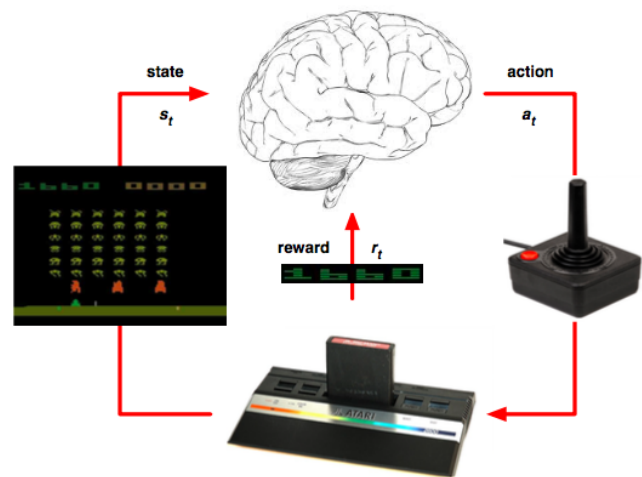 state
s_t
action
a_t
1660 0000
reward r_t
1660
ATARI